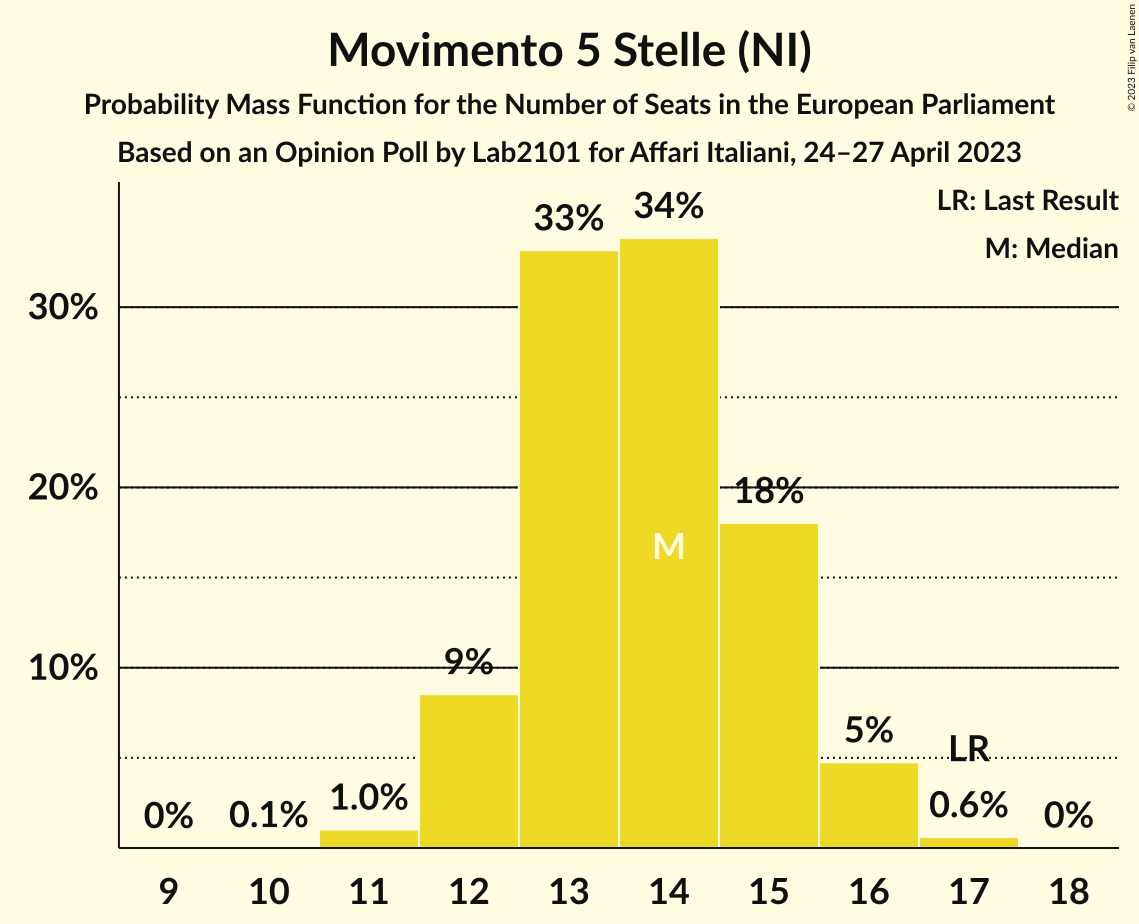 Movimento 5 Stelle (NI)
Probability Mass Function for the Number of Seats in the European Parliament
Based on an Opinion Poll by Lab2101 for Affari Italiani, 24–27 April 2023
© 2023 Filip van Laenen
LR: Last Result
M: Median
33%
34%
30%
20%
18%
M
10%
9%
5%
LR
0%
0.1%
1.0%
0.6%
0%
9 10 11 12 13 14 15 16 17 18